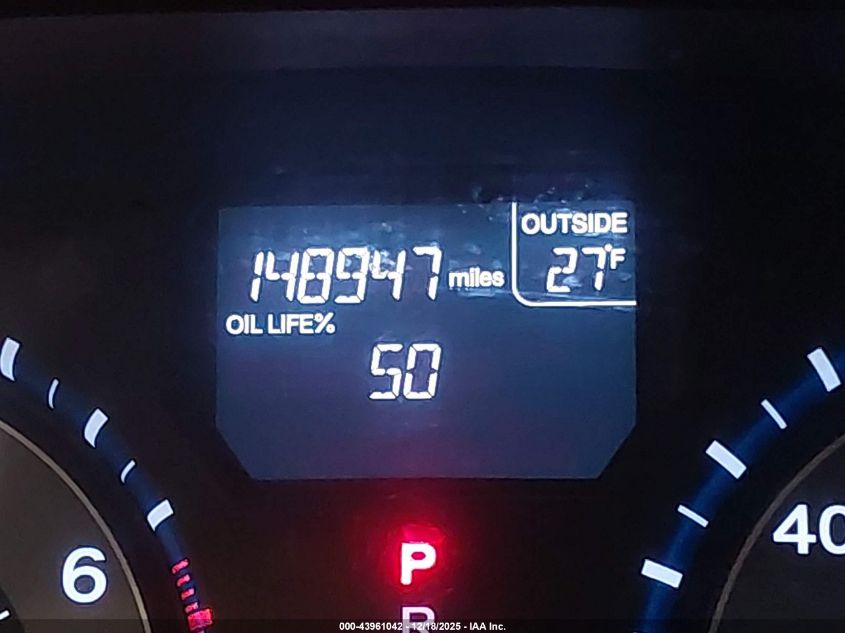 OUTSIDE
148947 miles 27°F
OIL LIFE%
50
P
R
6
40
000-43961042 - 12/18/2025 - IAA Inc.